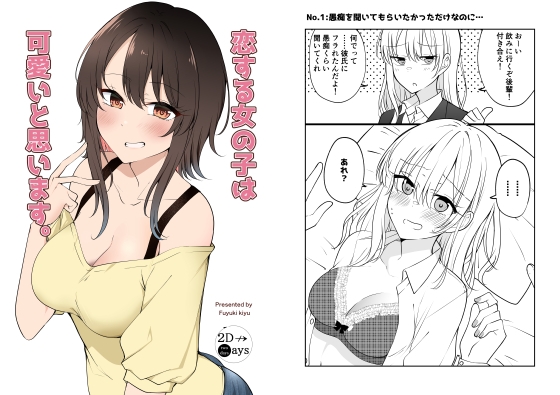 恋する女の子は
可愛いと思います。
Presented by
Fuyuki kiyu
2D→
ays
No.1:愚痴を聞いてもらいたかっただけなのに…
おーい
飲みに行くぞ後輩!
付き合え!
何でって
……彼氏に
フラれたんだよ!
愚痴くらい
聞いてくれ
……
……
あれ?